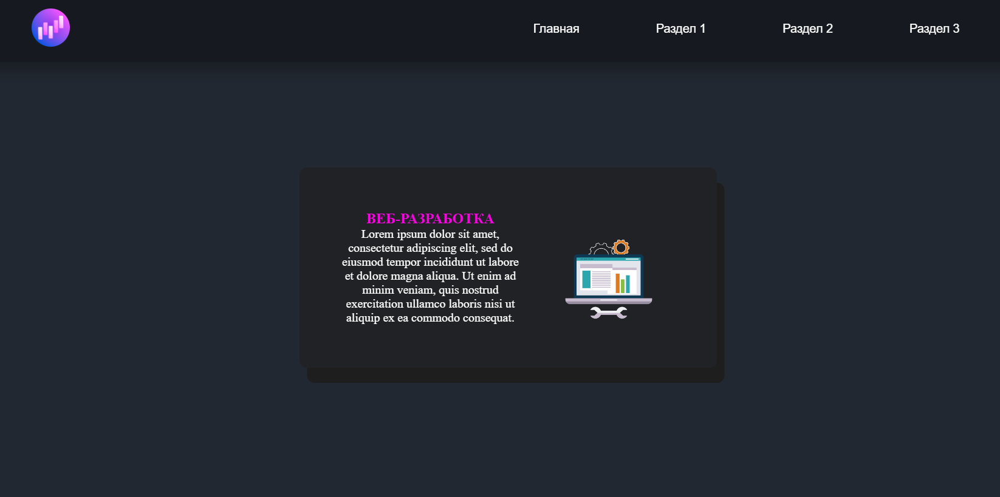 Главная
Раздел 1
Раздел 2
Раздел 3
ВЕБ-РАЗРАБОТКА
Lorem ipsum dolor sit amet,
consectetur adipiscing elit, sed do
eiusmod tempor incididunt ut labore
et dolore magna aliqua. Ut enim ad
minim veniam, quis nostrud
exercitation ullamco laboris nisi ut
aliquip ex ea commodo consequat.